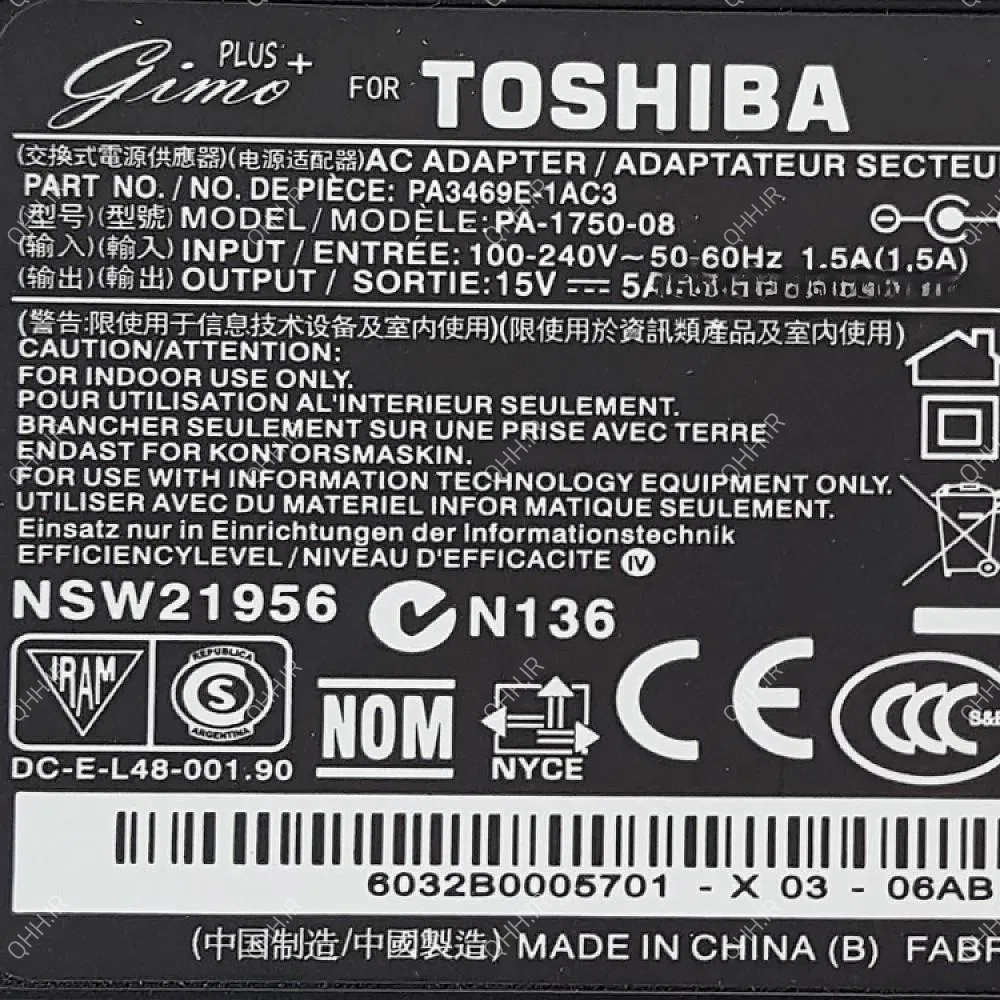 Gimo PLUS + FOR TOSHIBA
(交換式電源供應器)(电源适配器)AC ADAPTER / ADAPTATEUR SECTEU
PART NO. / NO. DE PIÈCE: PA3469E-1AC3
(型号)(型號) MODEL / MODÈLE: PA-1750-08
(输入)(輸入) INPUT / ENTRÉE: 100-240V~50-60Hz 1.5A(1.5A)
(输出)(輸出) OUTPUT / SORTIE:15V ⎓ 5A
(警告:限使用于信息技术设备及室内使用)(限使用於資訊類產品及室內使用)
CAUTION/ATTENTION:
FOR INDOOR USE ONLY.
POUR UTILISATION AL'INTERIEUR SEULEMENT.
BRANCHER SEULEMENT SUR UNE PRISE AVEC TERRE
ENDAST FOR KONTORSMASKIN.
FOR USE WITH INFORMATION TECHNOLOGY EQUIPMENT ONLY.
UTILISER AVEC DU MATERIEL INFOR MATIQUE SEULEMENT.
Einsatz nur in Einrichtungen der Informationstechnik
EFFICIENCYLEVEL / NIVEAU D'EFFICACITE IV
NSW21956 N136
IRAM REPUBLICA S ARGENTINA
NOM
NYCE
CE
CCC S&E
DC-E-L48-001.90
6032B0005701 - X 03 - 06AB
(中国制造/中國製造) MADE IN CHINA (B) FABR
QHH.IR